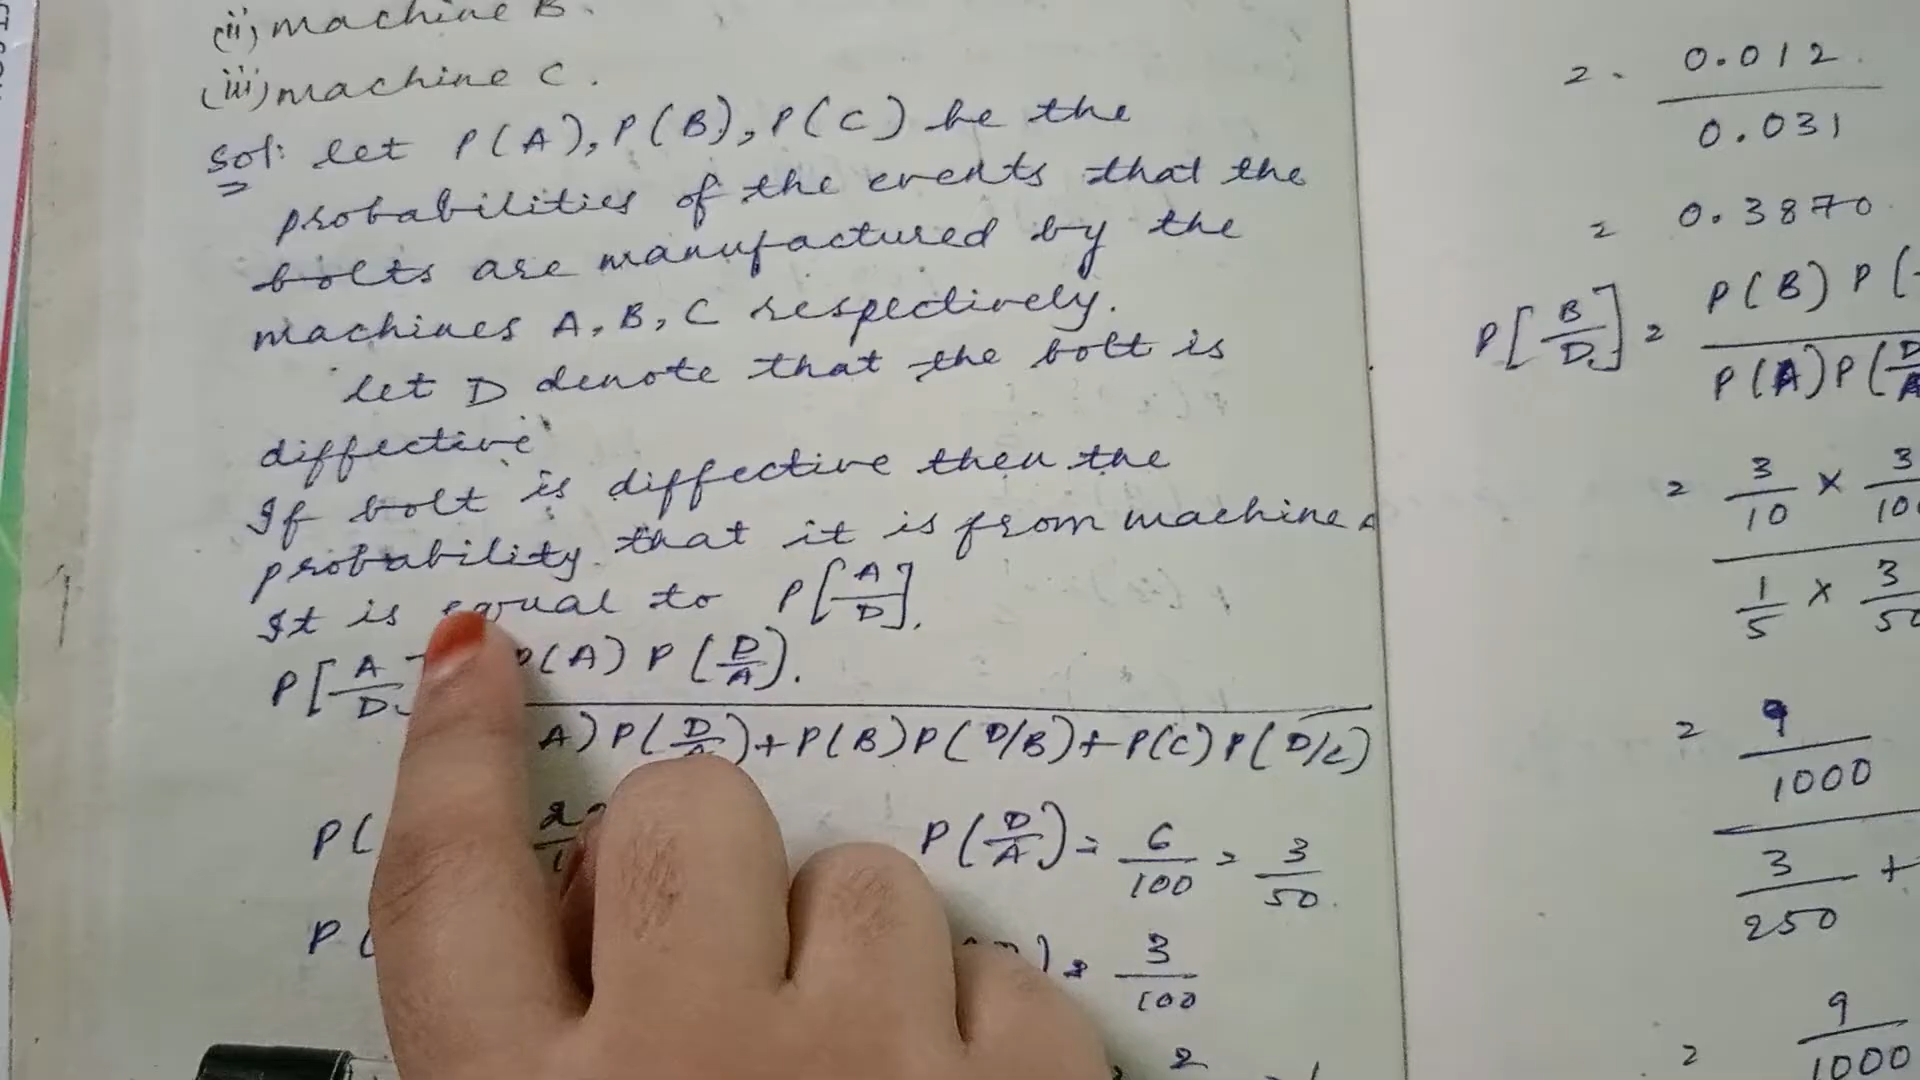 (ii) machine B.
(iii) machine C.
Sol: let P(A), P(B), P(C) be the
probabilities of the events that the
bolts are manufactured by the
machines A, B, C respectively.
let D denote that the bolt is
diffective
If bolt is diffective then the
probability that it is from machine A
It is equal to P[A/D].
P[A/D] P(A) P(D/A).
A) P(D/A) + P(B) P(D/B) + P(C) P(D/C)
P( 2 P(D/A) = 6/100 = 3/50.
P( ) = 3/100
2
= 0.012
0.031
= 0.3870
P[B/D] = P(B) P(
P(A) P(D/A
= 3/10 × 3/10
1/5 × 3/50
= 9/1000
3/250 +
= 9/1000